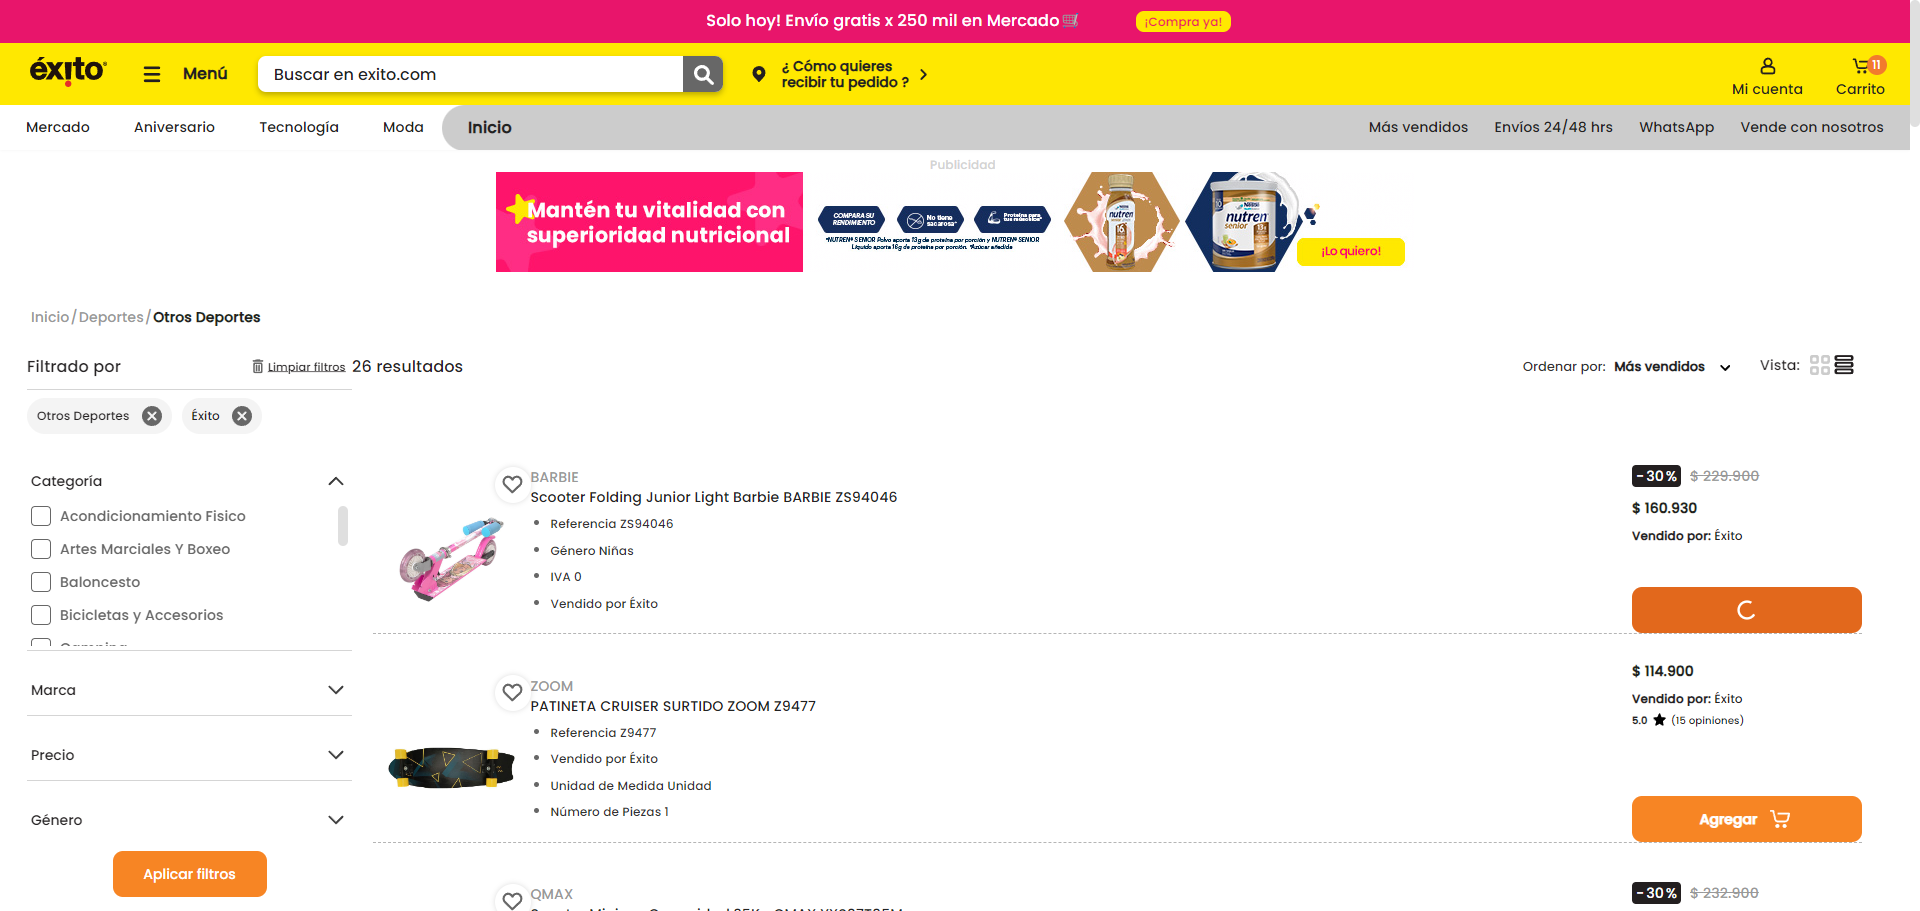 Solo hoy! Envío gratis x 250 mil en Mercado
¡Compra ya!
éxito
Menú
Buscar en exito.com
¿ Cómo quieres
recibir tu pedido ?
Mi cuenta
11
Carrito
Mercado
Aniversario
Tecnología
Moda
Inicio
Más vendidos
Envíos 24/48 hrs
WhatsApp
Vende con nosotros
Publicidad
Mantén tu vitalidad con
superioridad nutricional
COMPARA SU
RENDIMIENTO
No tiene
sacarosa*
Proteína para
tus músculos*
*NUTREN® SENIOR Polvo aporta 13g de proteína por porción y NUTREN® SENIOR
Líquido aporta 16g de proteína por porción. *Azúcar añadida
nutren
senior
Nestlé
nutren
senior
¡Lo quiero!
Inicio / Deportes / Otros Deportes
Filtrado por
Limpiar filtros
26 resultados
Ordenar por: Más vendidos
Vista:
Otros Deportes
Éxito
Categoría
Acondicionamiento Fisico
Artes Marciales Y Boxeo
Baloncesto
Bicicletas y Accesorios
Marca
Precio
Género
Aplicar filtros
BARBIE
Scooter Folding Junior Light Barbie BARBIE ZS94046
Referencia ZS94046
Género Niñas
IVA 0
Vendido por Éxito
-30%
$ 229.900
$ 160.930
Vendido por: Éxito
ZOOM
PATINETA CRUISER SURTIDO ZOOM Z9477
Referencia Z9477
Vendido por Éxito
Unidad de Medida Unidad
Número de Piezas 1
$ 114.900
Vendido por: Éxito
5.0 ★ (15 opiniones)
Agregar
QMAX
-30%
$ 232.900